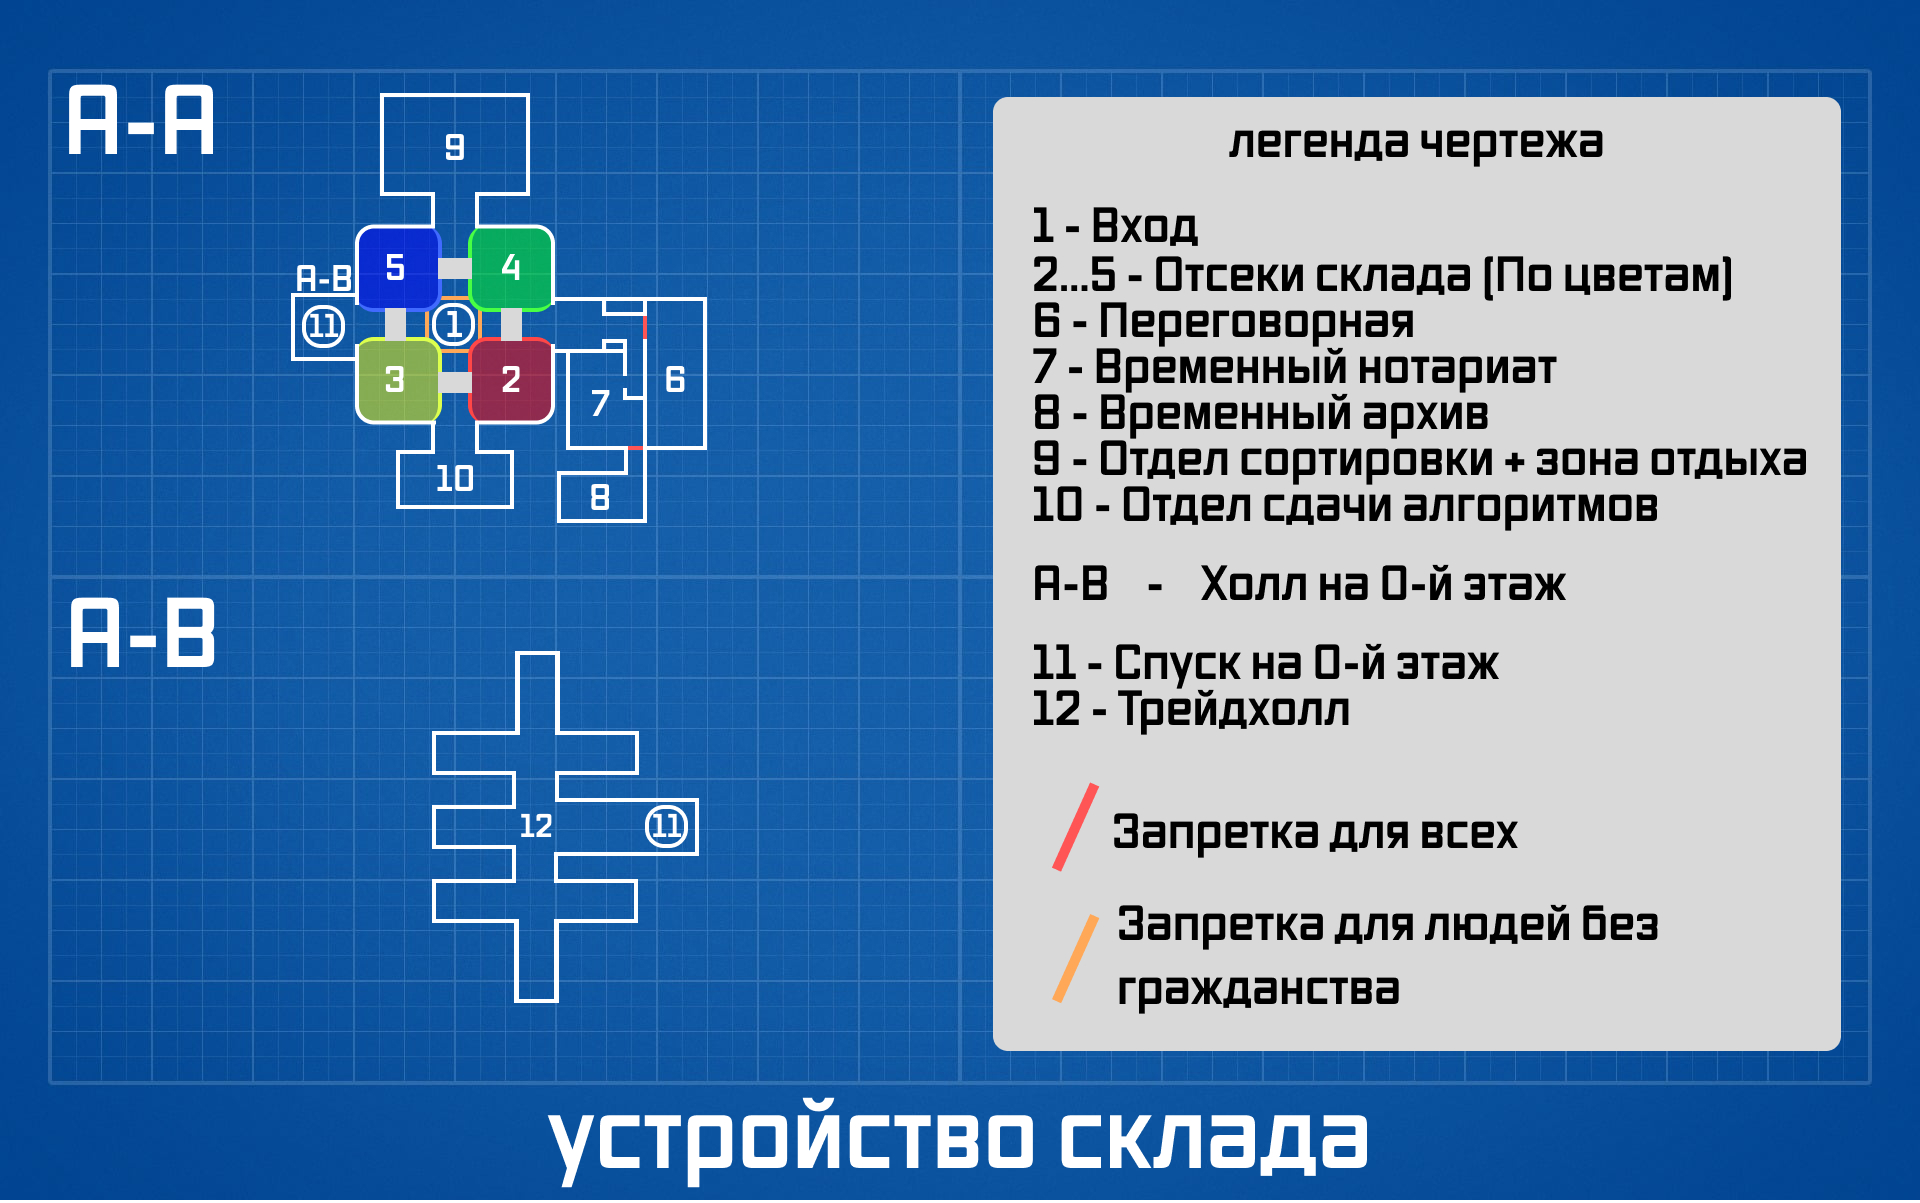 А-А
9
5
4
А-В
11
1
3
2
6
7
10
8
А-В
12
11
легенда чертежа
1 - Вход
2...5 - Отсеки склада (По цветам)
6 - Переговорная
7 - Временный нотариат
8 - Временный архив
9 - Отдел сортировки + зона отдыха
10 - Отдел сдачи алгоритмов
А-В - Холл на 0-й этаж
11 - Спуск на 0-й этаж
12 - Трейдхолл
Запретка для всех
Запретка для людей без
гражданства
устройство склада